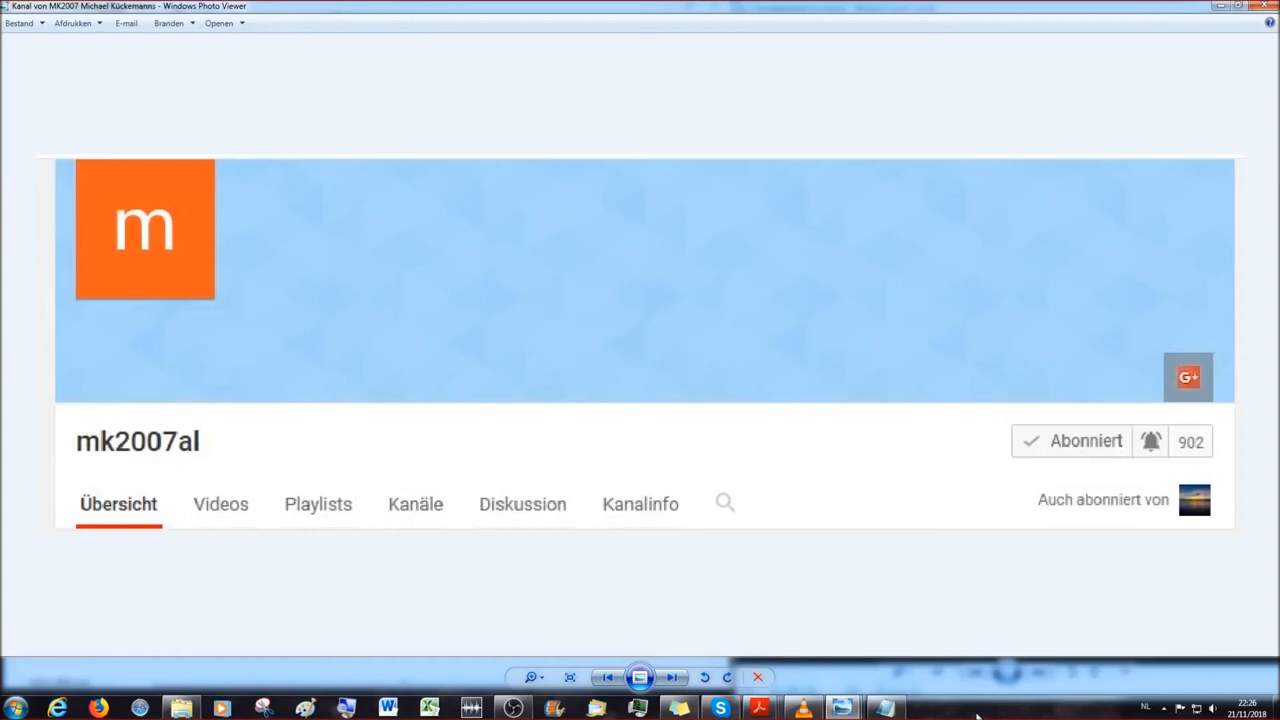 Kanal von MK2007 Michael Kückemanns - Windows Photo Viewer
Bestand Afdrukken E-mail Branden Openen
m
G+
mk2007al
Abonniert 902
Übersicht Videos Playlists Kanäle Diskussion Kanalinfo
Auch abonniert von
NL
22:26
21/11/2018